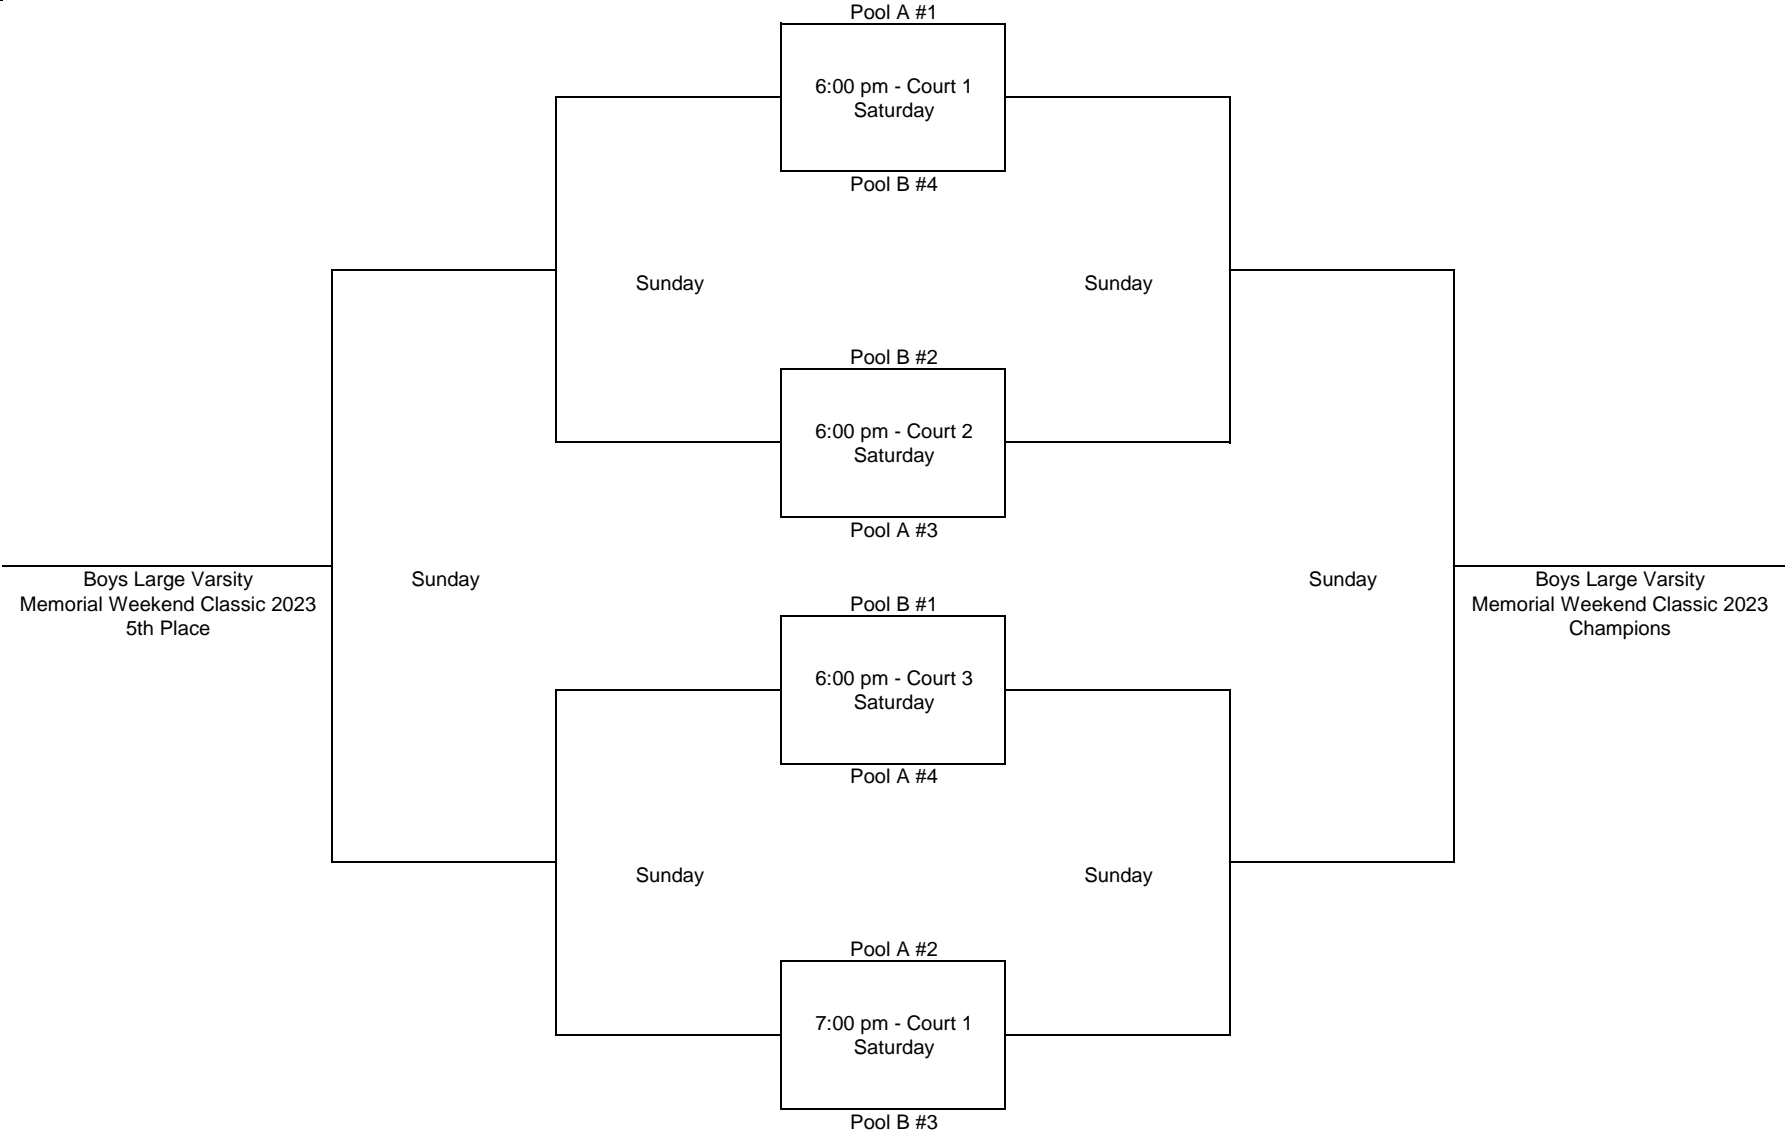 Pool A #1
6:00 pm - Court 1
Saturday
Pool B #4
Sunday
Sunday
Pool B #2
6:00 pm - Court 2
Saturday
Pool A #3
Boys Large Varsity
Memorial Weekend Classic 2023
5th Place
Sunday
Sunday
Boys Large Varsity
Memorial Weekend Classic 2023
Champions
Pool B #1
6:00 pm - Court 3
Saturday
Pool A #4
Sunday
Sunday
Pool A #2
7:00 pm - Court 1
Saturday
Pool B #3